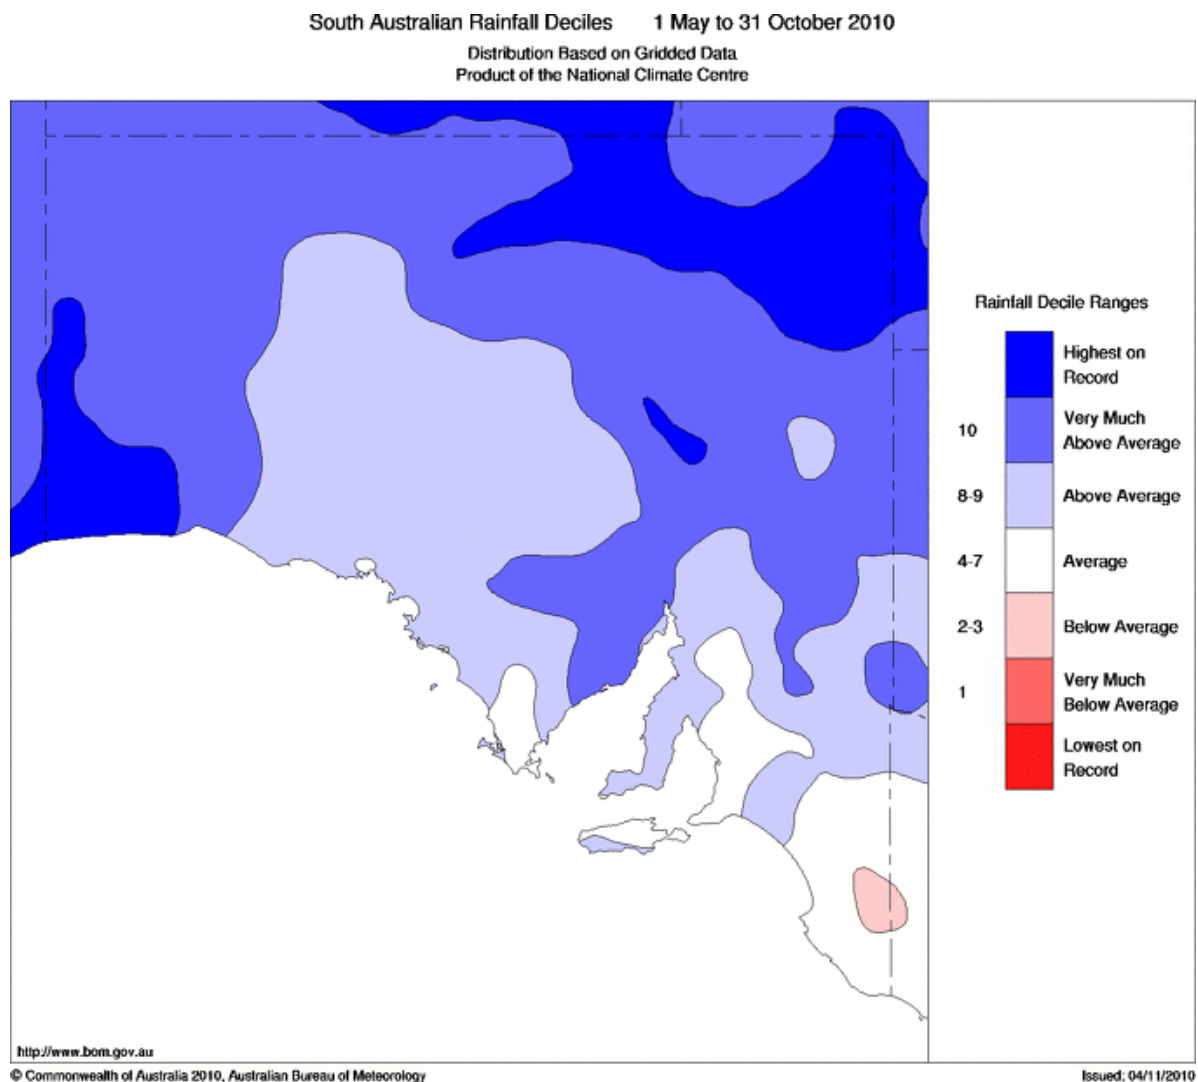 South Australian Rainfall Deciles 1 May to 31 October 2010
Distribution Based on Gridded Data
Product of the National Climate Centre
Rainfall Decile Ranges
Highest on
Record
10
Very Much
Above Average
8-9
Above Average
4-7
Average
2-3
Below Average
1
Very Much
Below Average
Lowest on
Record
http://www.bom.gov.au
© Commonwealth of Australia 2010, Australian Bureau of Meteorology
Issued: 04/11/2010